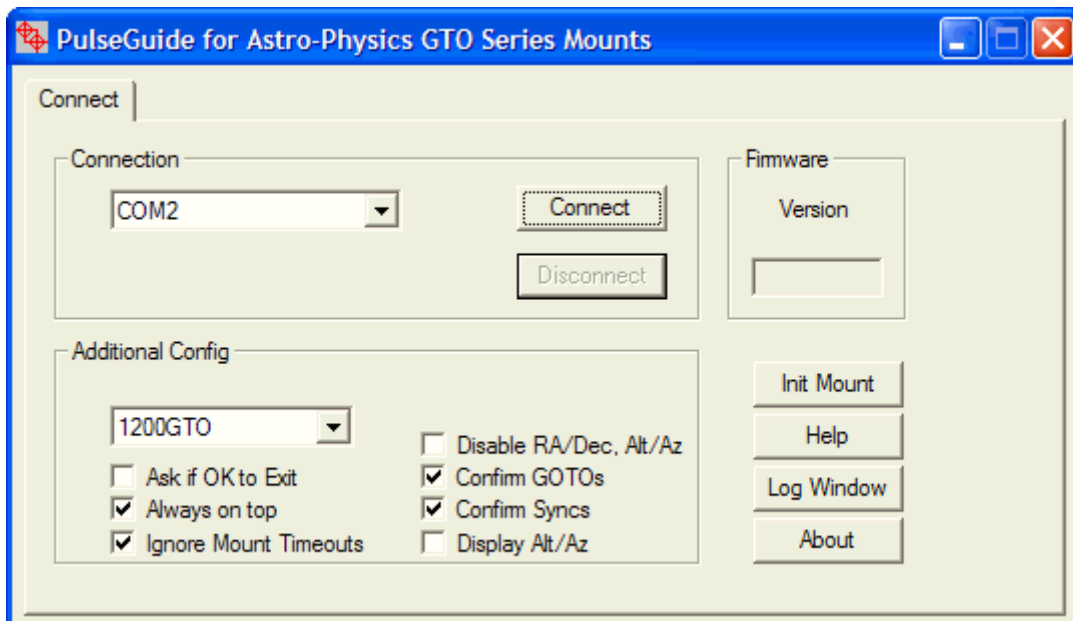 PulseGuide for Astro-Physics GTO Series Mounts
Connect
Connection
COM2
Connect
Disconnect
Firmware
Version
Additional Config
1200GTO
Ask if OK to Exit
Always on top
Ignore Mount Timeouts
Disable RA/Dec, Alt/Az
Confirm GOTOs
Confirm Syncs
Display Alt/Az
Init Mount
Help
Log Window
About